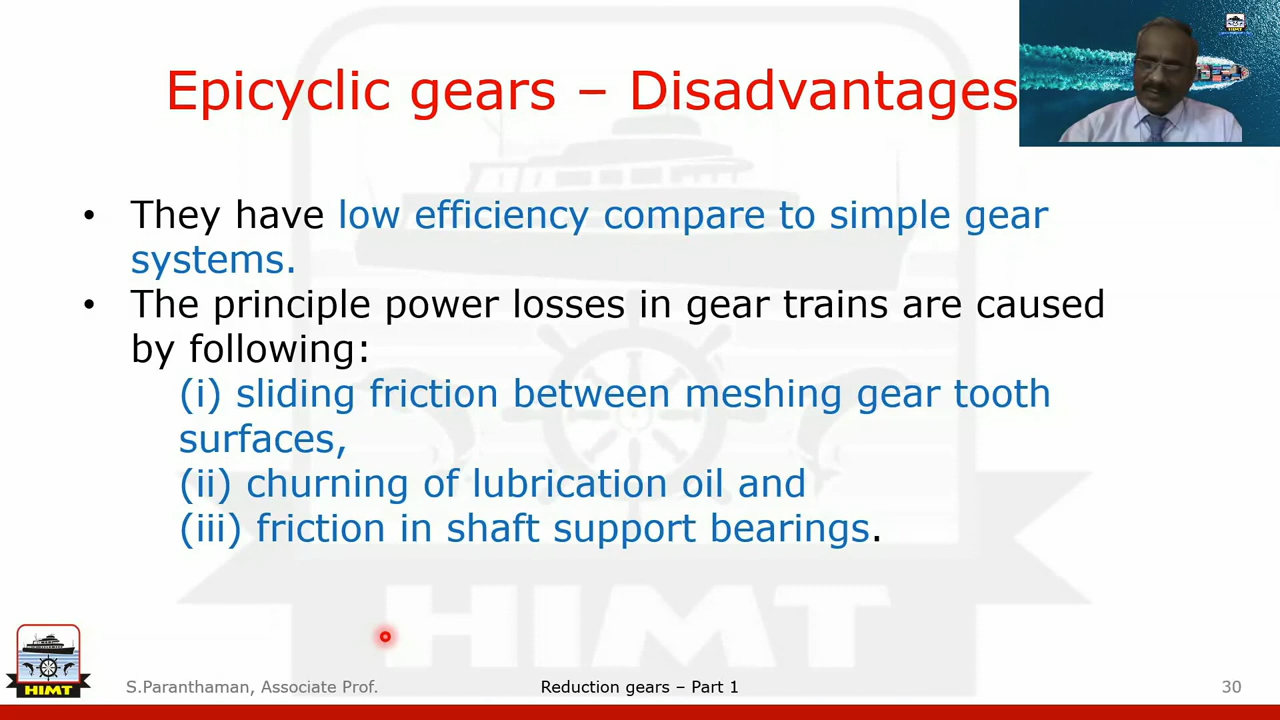 Epicyclic gears – Disadvantages
HIMT
• They have low efficiency compare to simple gear
systems.
• The principle power losses in gear trains are caused
by following:
(i) sliding friction between meshing gear tooth
surfaces,
(ii) churning of lubrication oil and
(iii) friction in shaft support bearings.
HIMT
HIMT
S.Paranthaman, Associate Prof.
Reduction gears – Part 1
30